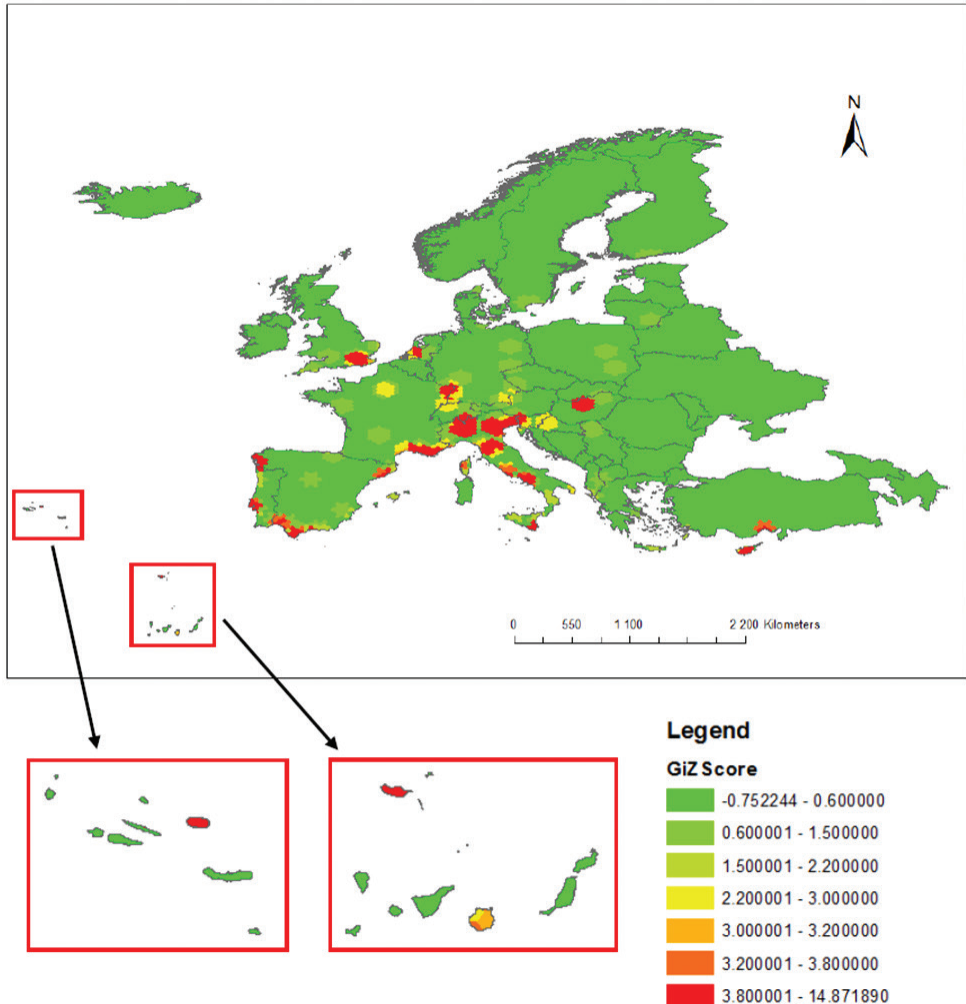 N
0 550 1 100 2 200 Kilometers
Legend
GiZ Score
-0.752244 - 0.600000
0.600001 - 1.500000
1.500001 - 2.200000
2.200001 - 3.000000
3.000001 - 3.200000
3.200001 - 3.800000
3.800001 - 14.871890